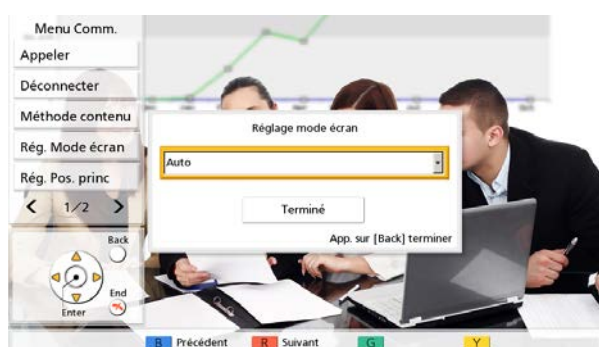 Menu Comm.
Appeler
Déconnecter
Méthode contenu
Rég. Mode écran
Rég. Pos. princ
1/2
Réglage mode écran
Auto
Terminé
App. sur [Back] terminer
Back
End
Enter
B Précédent R Suivant G Y